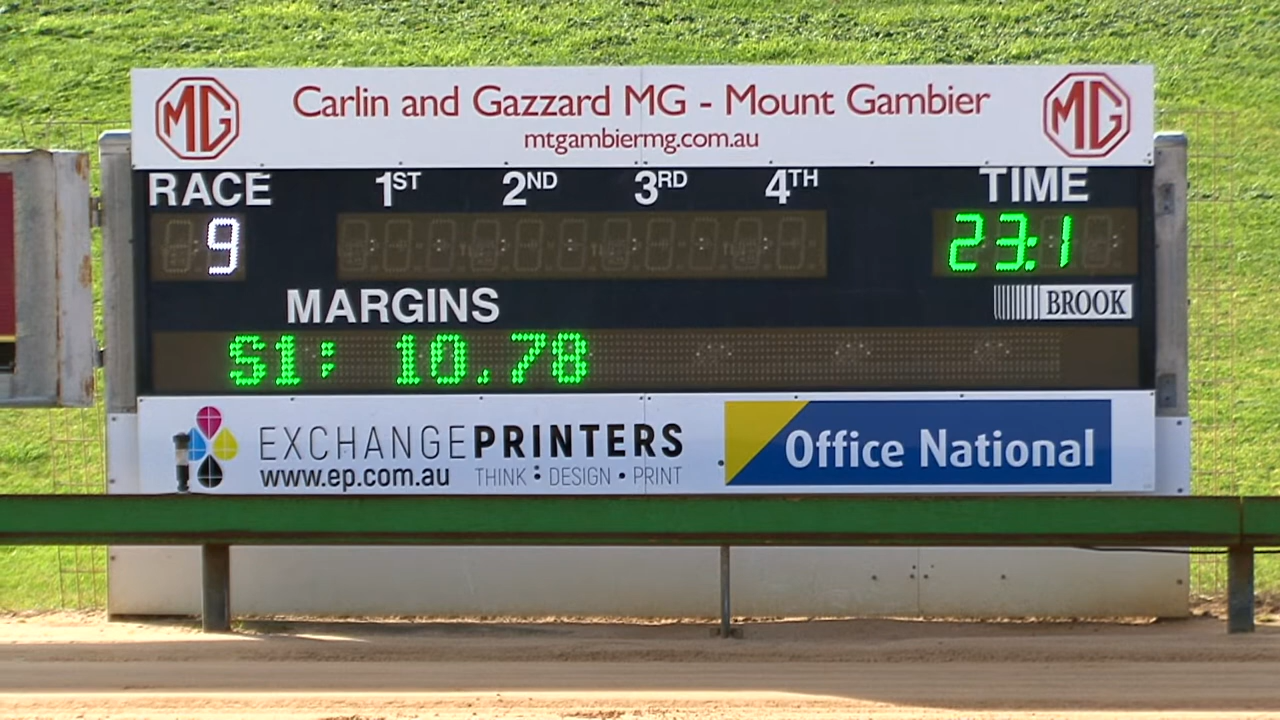 MG Carlin and Gazzard MG - Mount Gambier MG
mtgambiermg.com.au
RACE 1ST 2ND 3RD 4TH TIME
9 23:1
MARGINS BROOK
S1: 10.78
EXCHANGEPRINTERS Office National
www.ep.com.au THINK : DESIGN • PRINT